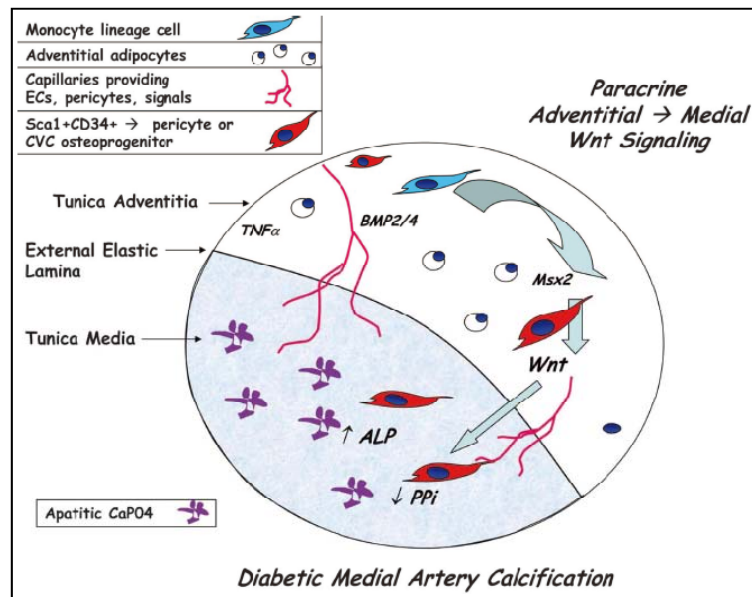 Monocyte lineage cell
Adventitial adipocytes
Capillaries providing
ECs, pericytes, signals
Sca1+CD34+ → pericyte or
CVC osteoprogenitor
Paracrine
Adventitial → Medial
Wnt Signaling
Tunica Adventitia
TNFα
BMP2/4
External Elastic
Lamina
Msx2
Tunica Media
Wnt
↑ ALP
↓ PPi
Apatitic CaP04
Diabetic Medial Artery Calcification